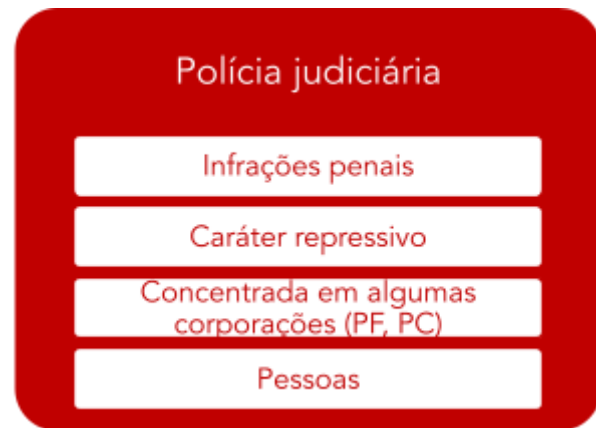 Polícia judiciária
Infrações penais
Caráter repressivo
Concentrada em algumas
corporações (PF, PC)
Pessoas